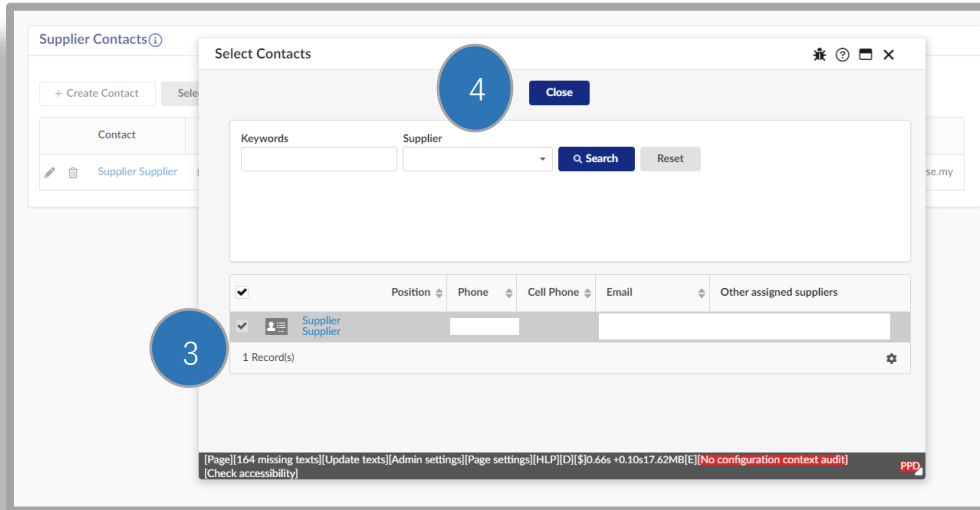 Supplier Contacts
Select Contacts
4
Close
+ Create Contact
Sele
Contact
Keywords
Supplier
Search
Reset
Supplier Supplier
se.my
Position
Phone
Cell Phone
Email
Other assigned suppliers
Supplier
Supplier
3
1 Record(s)
[Page][164 missing texts][Update texts][Admin settings][Page settings][HLP][D][$]0.66s +0.10s17.62MB[E][No configuration context audit]
PPD
[Check accessibility]